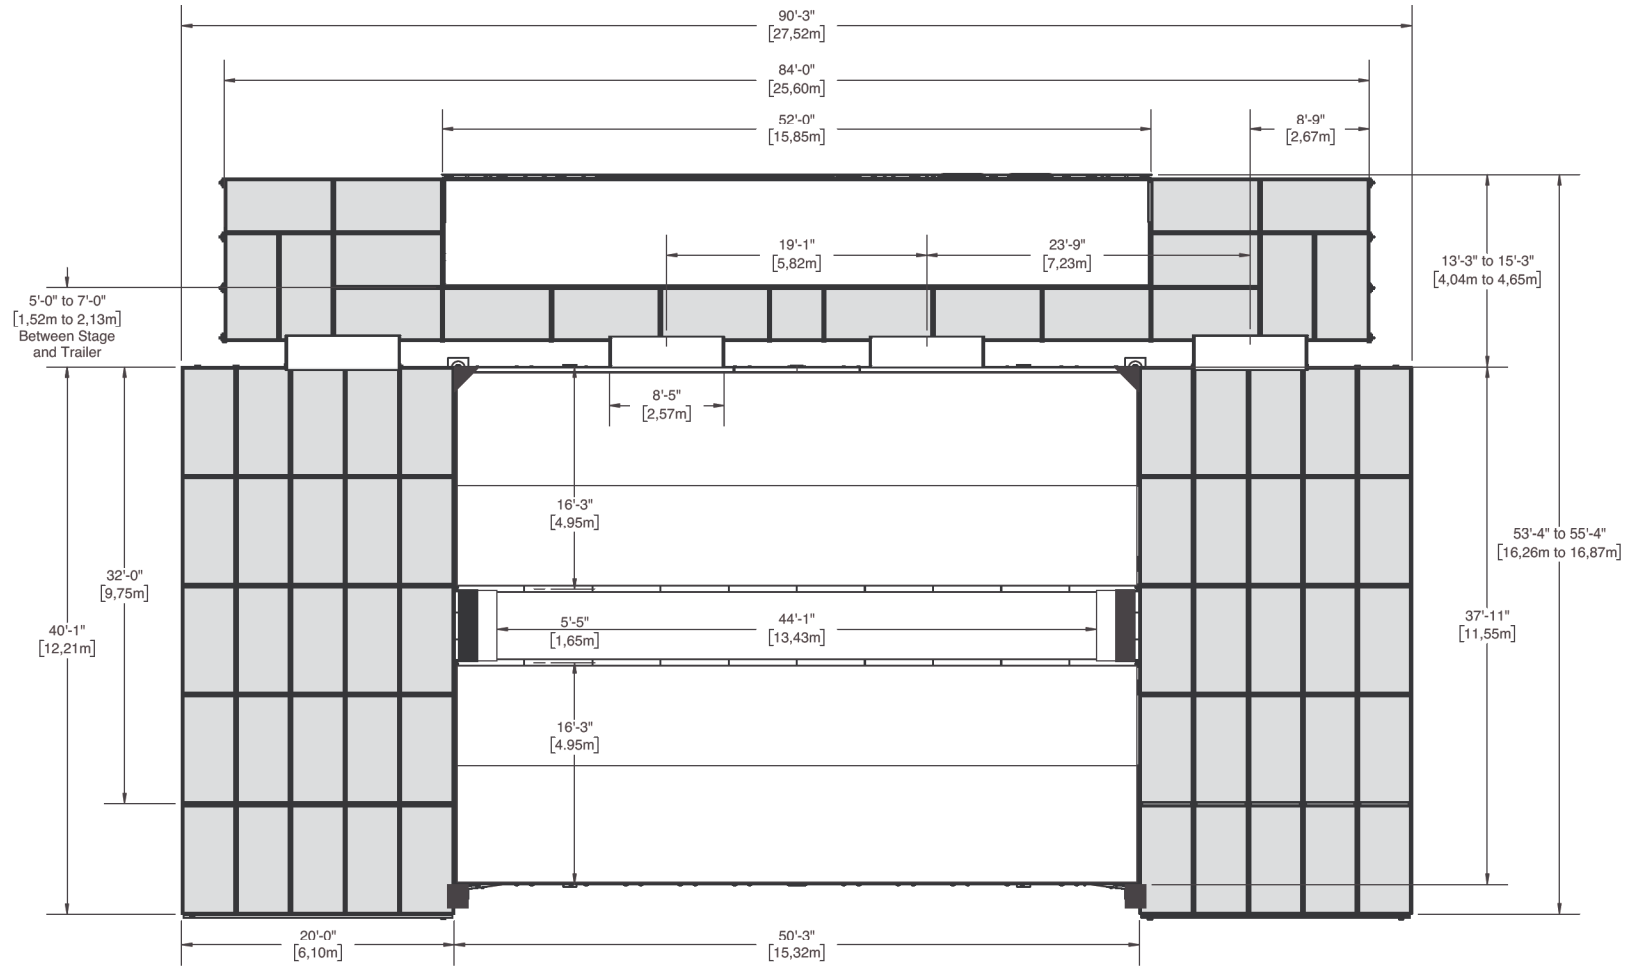 90'-3"
[27,52m]
84'-0"
[25,60m]
52'-0"
[15,85m]
8'-9"
[2,67m]
19'-1"
[5,82m]
23'-9"
[7,23m]
13'-3" to 15'-3"
[4,04m to 4,65m]
5'-0" to 7'-0"
[1,52m to 2,13m]
Between Stage
and Trailer
8'-5"
[2,57m]
16'-3"
[4.95m]
53'-4" to 55'-4"
[16,26m to 16,87m]
32'-0"
[9,75m]
40'-1"
[12,21m]
5'-5"
[1,65m]
44'-1"
[13,43m]
37'-11"
[11,55m]
16'-3"
[4.95m]
20'-0"
[6,10m]
50'-3"
[15,32m]